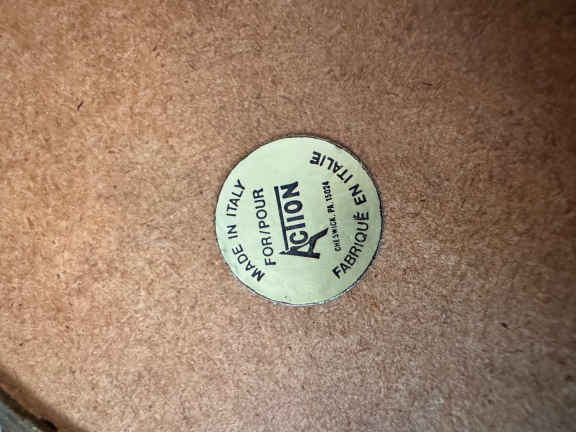 MADE IN ITALY
FOR/POUR
ACTION
CHESWICK, PA. 15024
FABRIQUÉ EN ITALIE